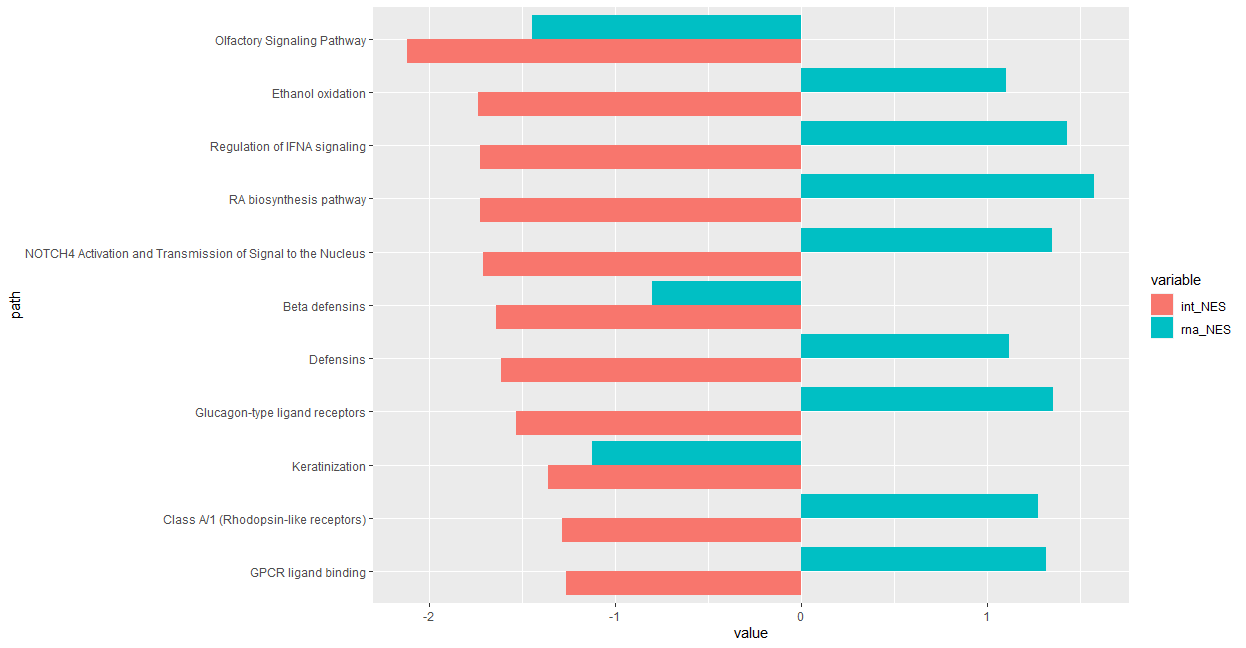 Olfactory Signaling Pathway
Ethanol oxidation
Regulation of IFNA signaling
RA biosynthesis pathway
NOTCH4 Activation and Transmission of Signal to the Nucleus
Beta defensins
Defensins
Glucagon-type ligand receptors
Keratinization
Class A/1 (Rhodopsin-like receptors)
GPCR ligand binding
path
-2 -1 0 1
value
variable
int_NES
rna_NES